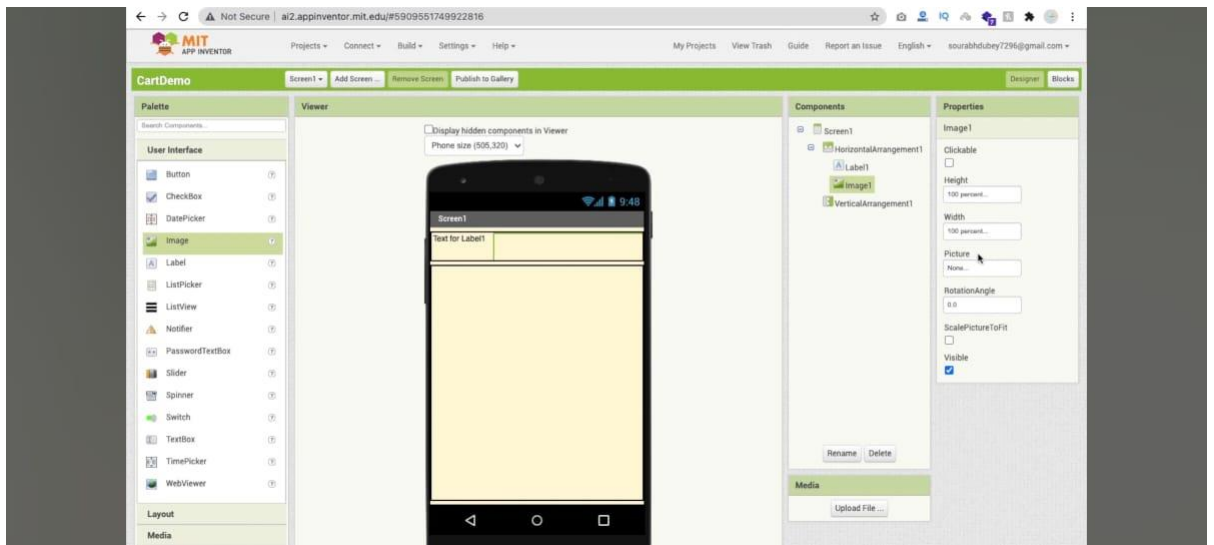 Not Secure | ai2.appinventor.mit.edu/#5909551749922816
MIT
APP INVENTOR
Projects Connect Build Settings Help My Projects View Trash Guide Report an Issue English sourabhdubey7296@gmail.com
CartDemo Screen1 Add Screen ... Remove Screen Publish to Gallery Designer Blocks
Palette
Search Components...
User Interface
Button
CheckBox
DatePicker
Image
Label
ListPicker
ListView
Notifier
PasswordTextBox
Slider
Spinner
Switch
TextBox
TimePicker
WebViewer
Layout
Media
Viewer
Display hidden components in Viewer
Phone size (505,320)
9:48
Screen1
Text for Label1
Components
Screen1
HorizontalArrangement1
Label1
Image1
VerticalArrangement1
Rename Delete
Media
Upload File ...
Properties
Image1
Clickable
Height
100 percent...
Width
100 percent...
Picture
None...
RotationAngle
0.0
ScalePictureToFit
Visible